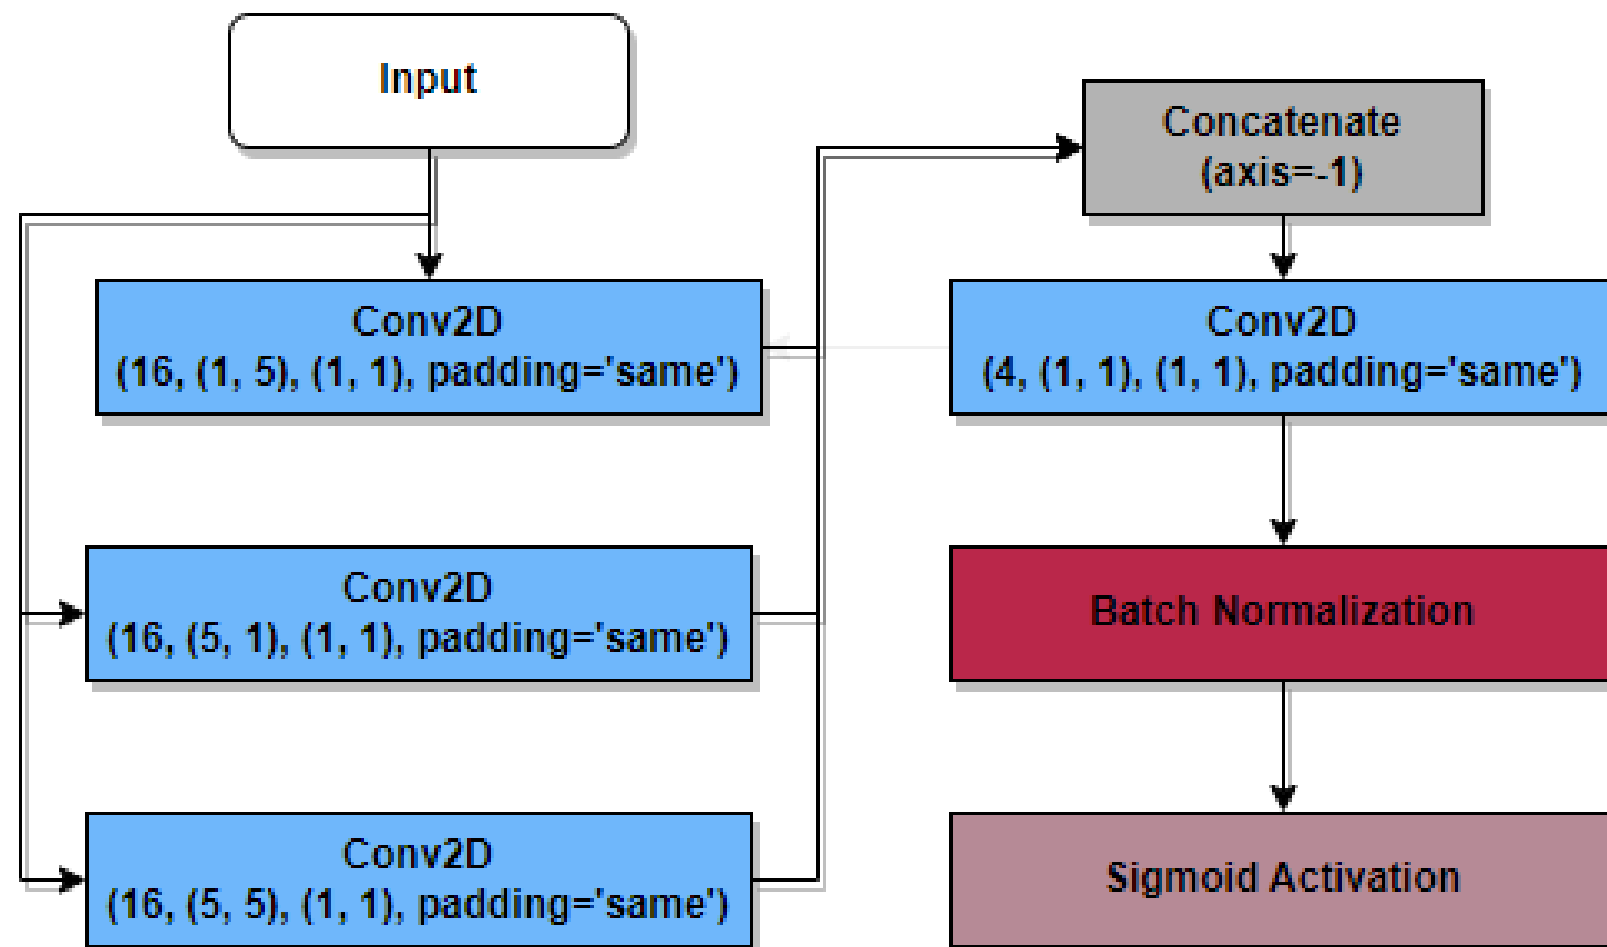 Input
Conv2D
(16, (1, 5), (1, 1), padding='same')
Conv2D
(16, (5, 1), (1, 1), padding='same')
Conv2D
(16, (5, 5), (1, 1), padding='same')
Concatenate
(axis=-1)
Conv2D
(4, (1, 1), (1, 1), padding='same')
Batch Normalization
Sigmoid Activation